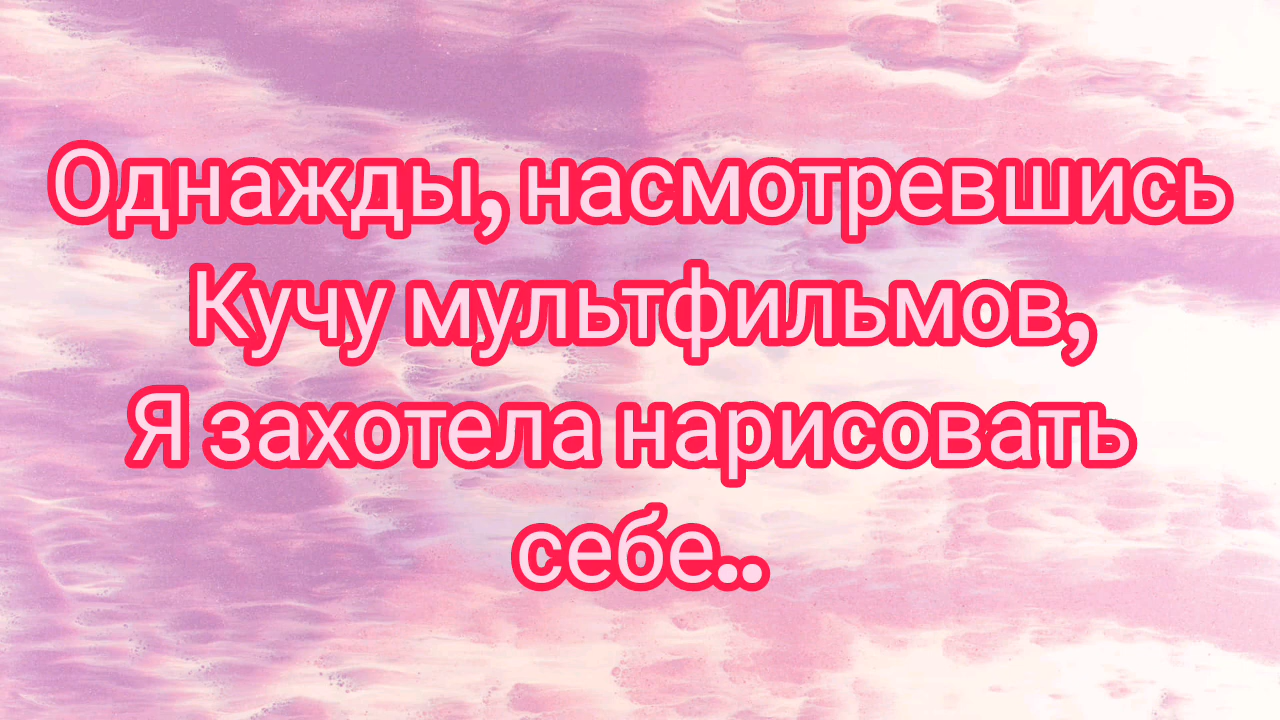 Однажды, насмотревшись
Кучу мультфильмов,
Я захотела нарисовать
себе..